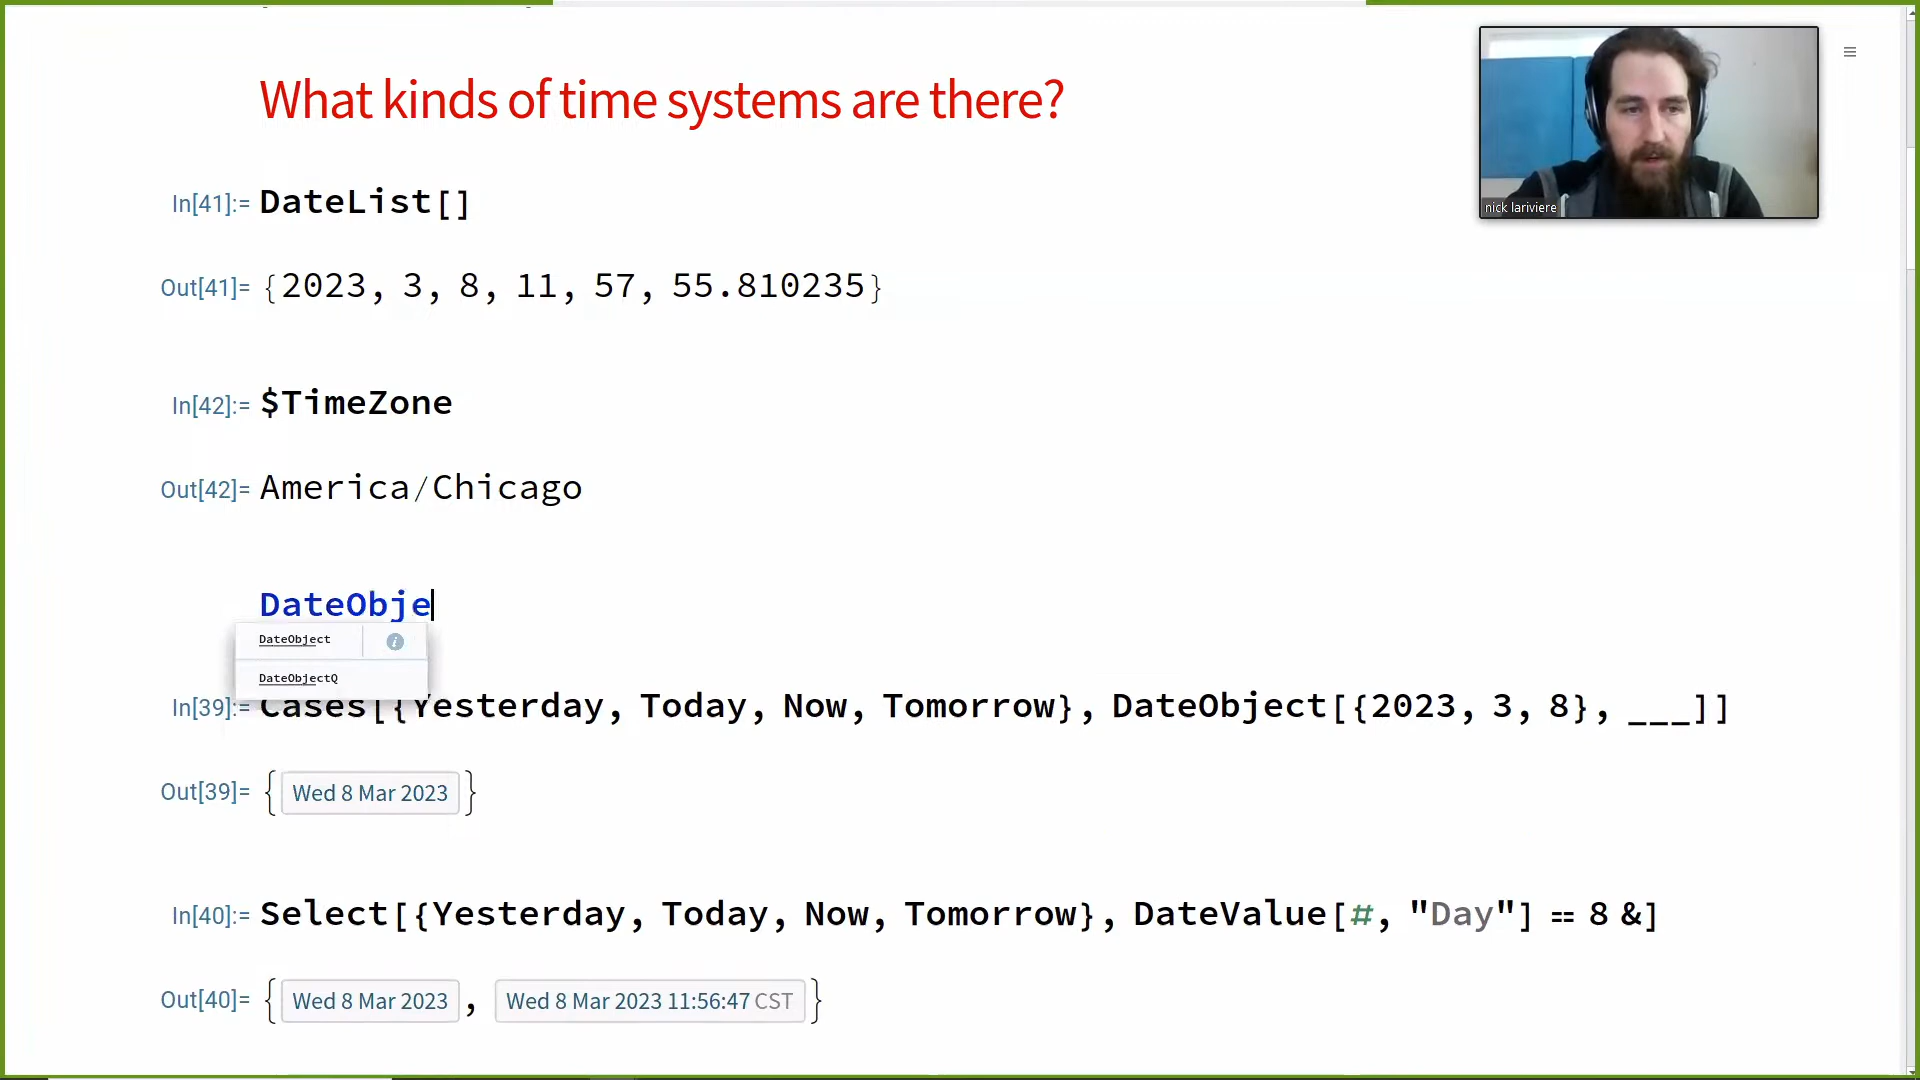 What kinds of time systems are there?
nick lariviere
In[41]:= DateList[]
Out[41]= {2023, 3, 8, 11, 57, 55.810235}
In[42]:= $TimeZone
Out[42]= America/Chicago
DateObje
DateObject
DateObjectQ
In[39]:= Cases[{Yesterday, Today, Now, Tomorrow}, DateObject[{2023, 3, 8}, ___]]
Out[39]= {Wed 8 Mar 2023}
In[40]:= Select[{Yesterday, Today, Now, Tomorrow}, DateValue[#, "Day"] == 8 &]
Out[40]= {Wed 8 Mar 2023, Wed 8 Mar 2023 11:56:47 CST}